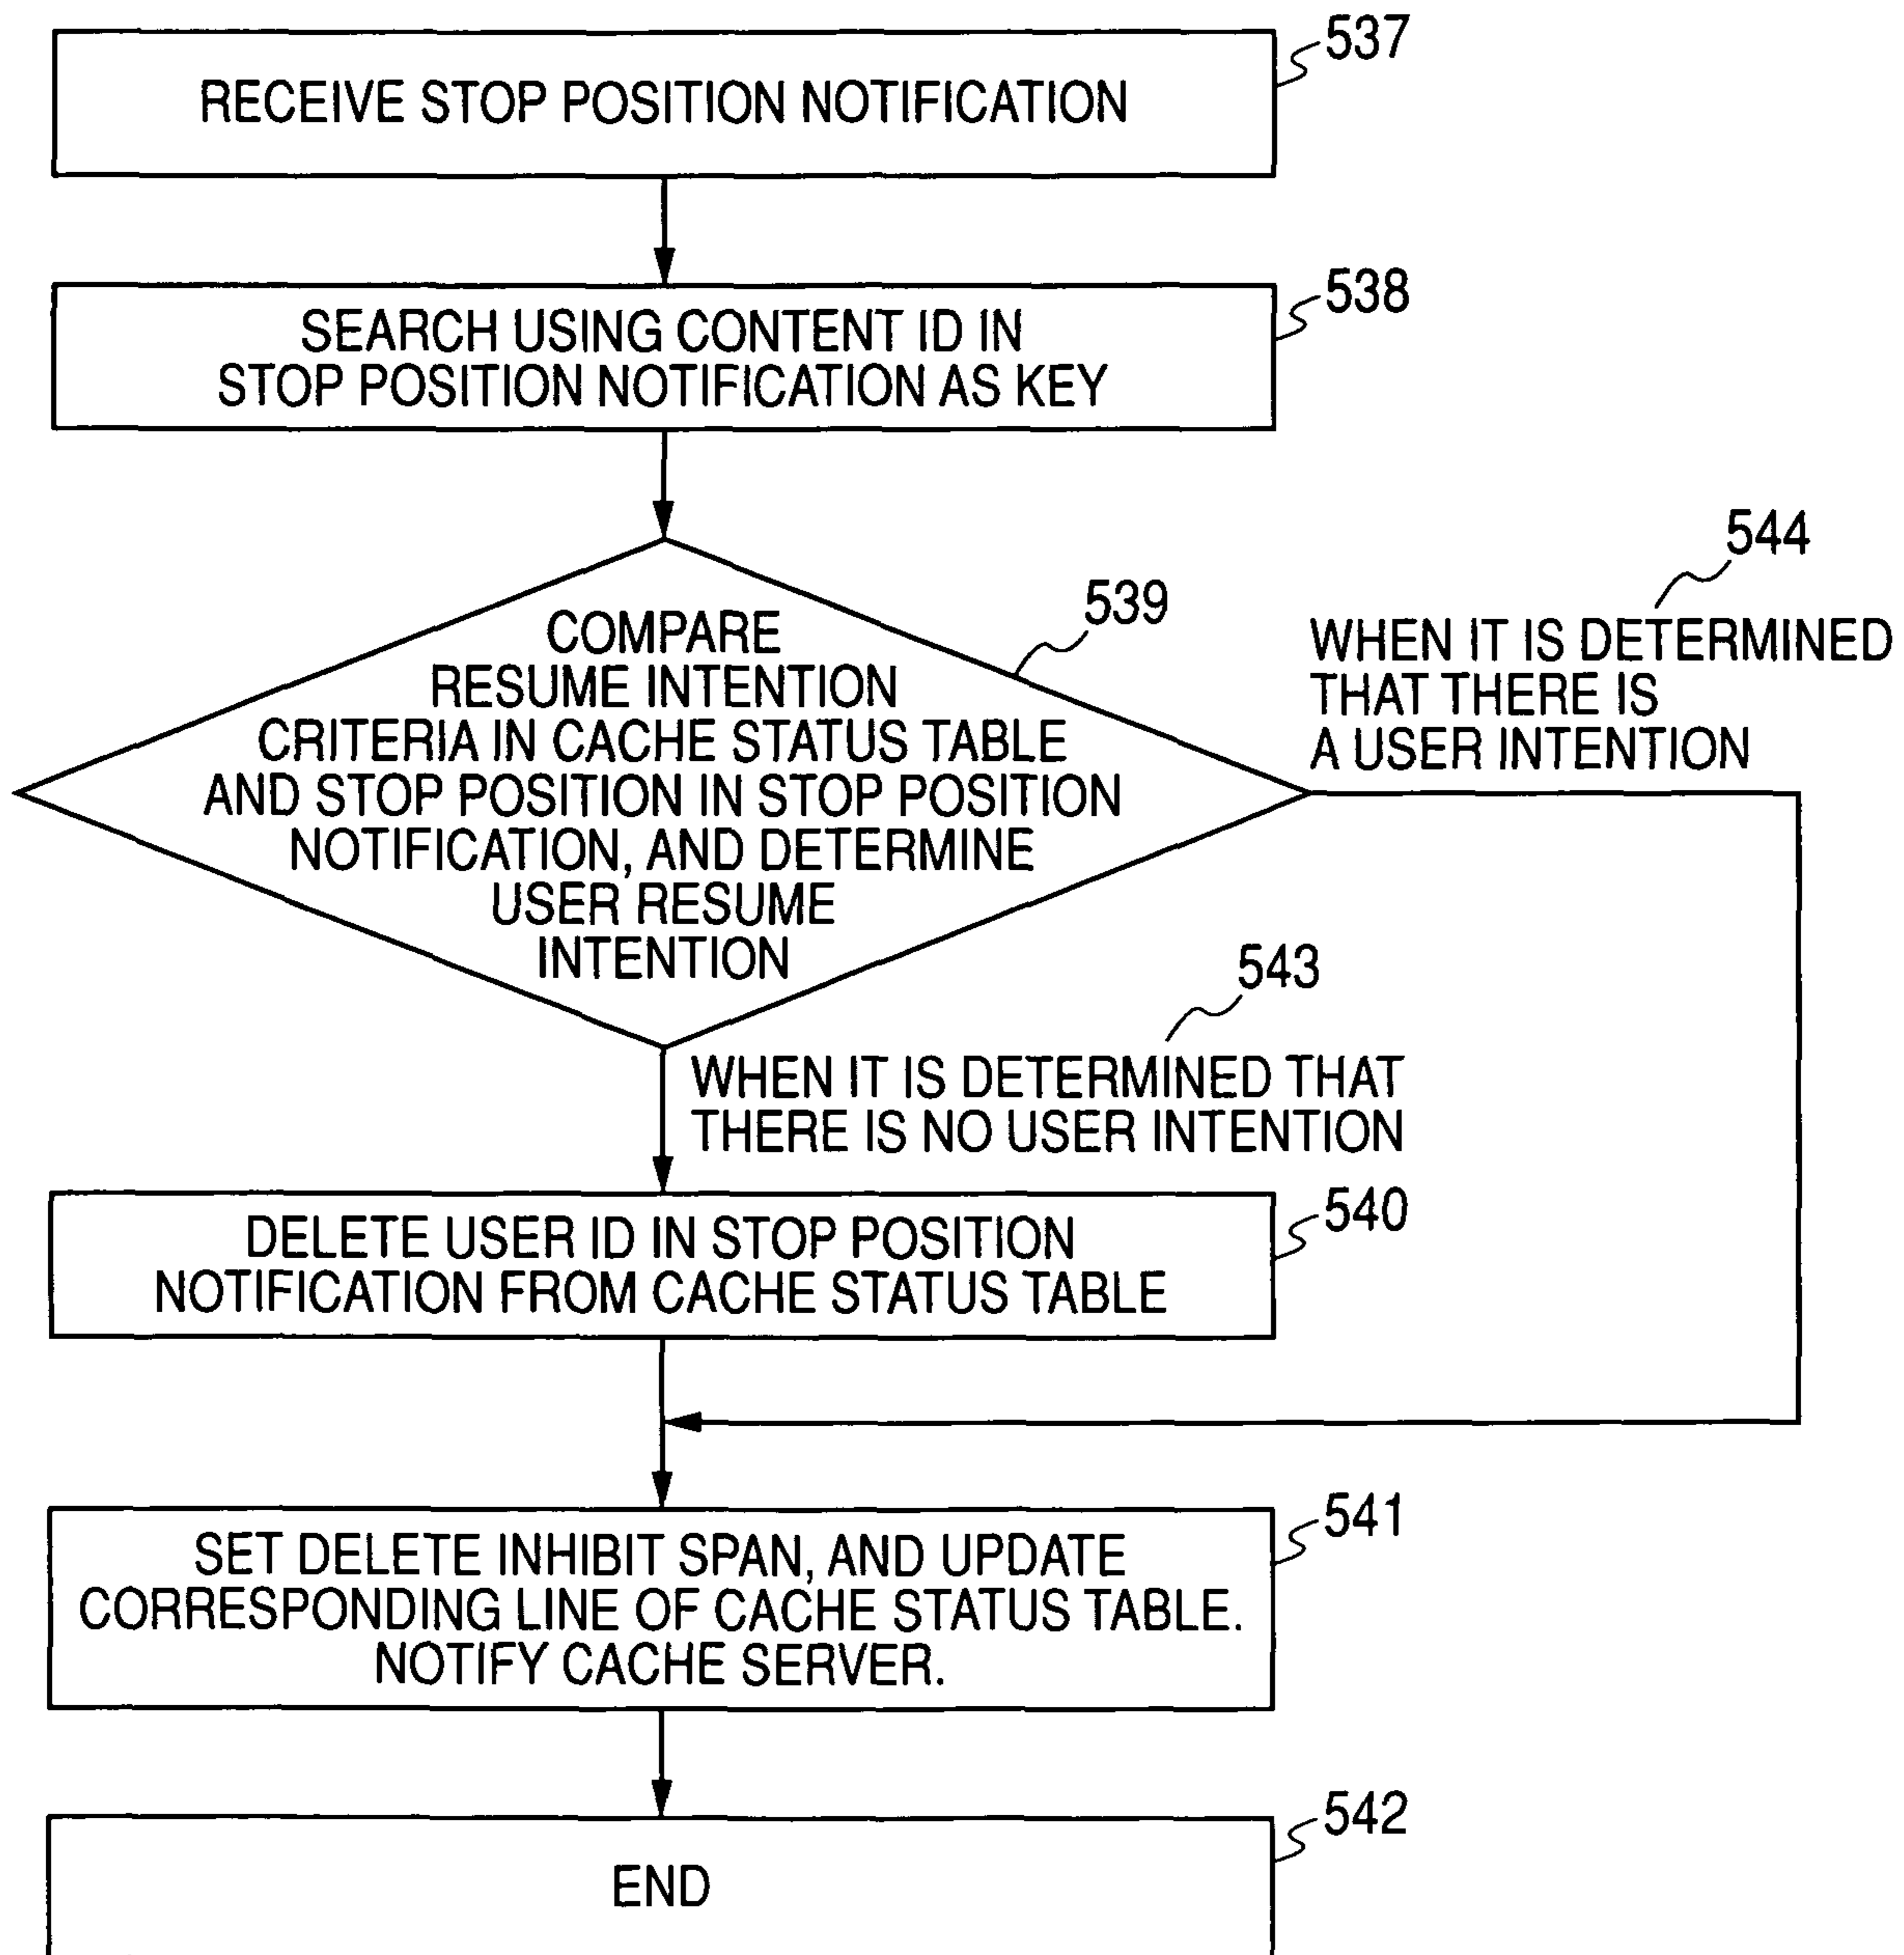 537
RECEIVE STOP POSITION NOTIFICATION
538
SEARCH USING CONTENT ID IN
STOP POSITION NOTIFICATION AS KEY
539
COMPARE
RESUME INTENTION
CRITERIA IN CACHE STATUS TABLE
AND STOP POSITION IN STOP POSITION
NOTIFICATION, AND DETERMINE
USER RESUME
INTENTION
544
WHEN IT IS DETERMINED
THAT THERE IS
A USER INTENTION
543
WHEN IT IS DETERMINED THAT
THERE IS NO USER INTENTION
540
DELETE USER ID IN STOP POSITION
NOTIFICATION FROM CACHE STATUS TABLE
541
SET DELETE INHIBIT SPAN, AND UPDATE
CORRESPONDING LINE OF CACHE STATUS TABLE.
NOTIFY CACHE SERVER.
542
END